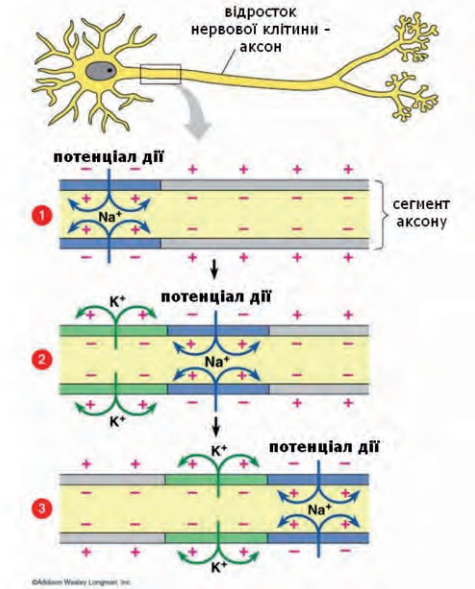 відросток
нервової клітини -
аксон
потенціал дії
- - + + + +
1
+ + - - - -
Na⁺
+ + - - - -
- - + + + +
сегмент
аксону
K⁺
потенціал дії
+ + - - + +
2
- - + + - -
Na⁺
- - + + - -
+ + - - + +
K⁺
K⁺
потенціал дії
+ + + + - -
3
- - - - + +
Na⁺
- - - - + +
+ + + + - -
K⁺
©Addison Wesley Longman, Inc.